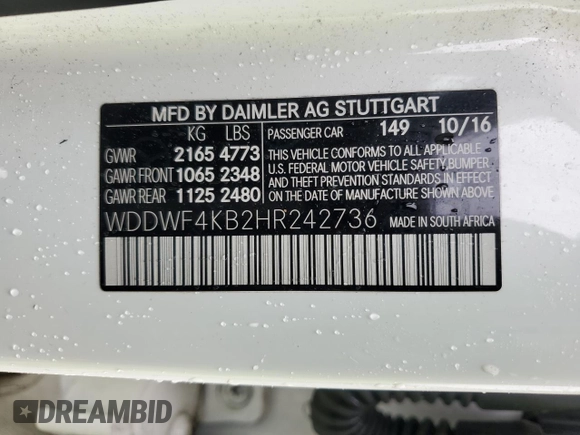 MFD BY DAIMLER AG STUTTGART
KG LBS PASSENGER CAR 149 10/16
GVWR 2165 4773 THIS VEHICLE CONFORMS TO ALL APPLICABLE
GAWR FRONT 1065 2348 U.S. FEDERAL MOTOR VEHICLE SAFETY,BUMPER,
GAWR REAR 1125 2480 AND THEFT PREVENTION STANDARDS IN EFFECT ON THE DATE OF MANUFACTURE SHOWN ABOVE.
WDDWF4KB2HR242736 MADE IN SOUTH AFRICA
DREAMBID